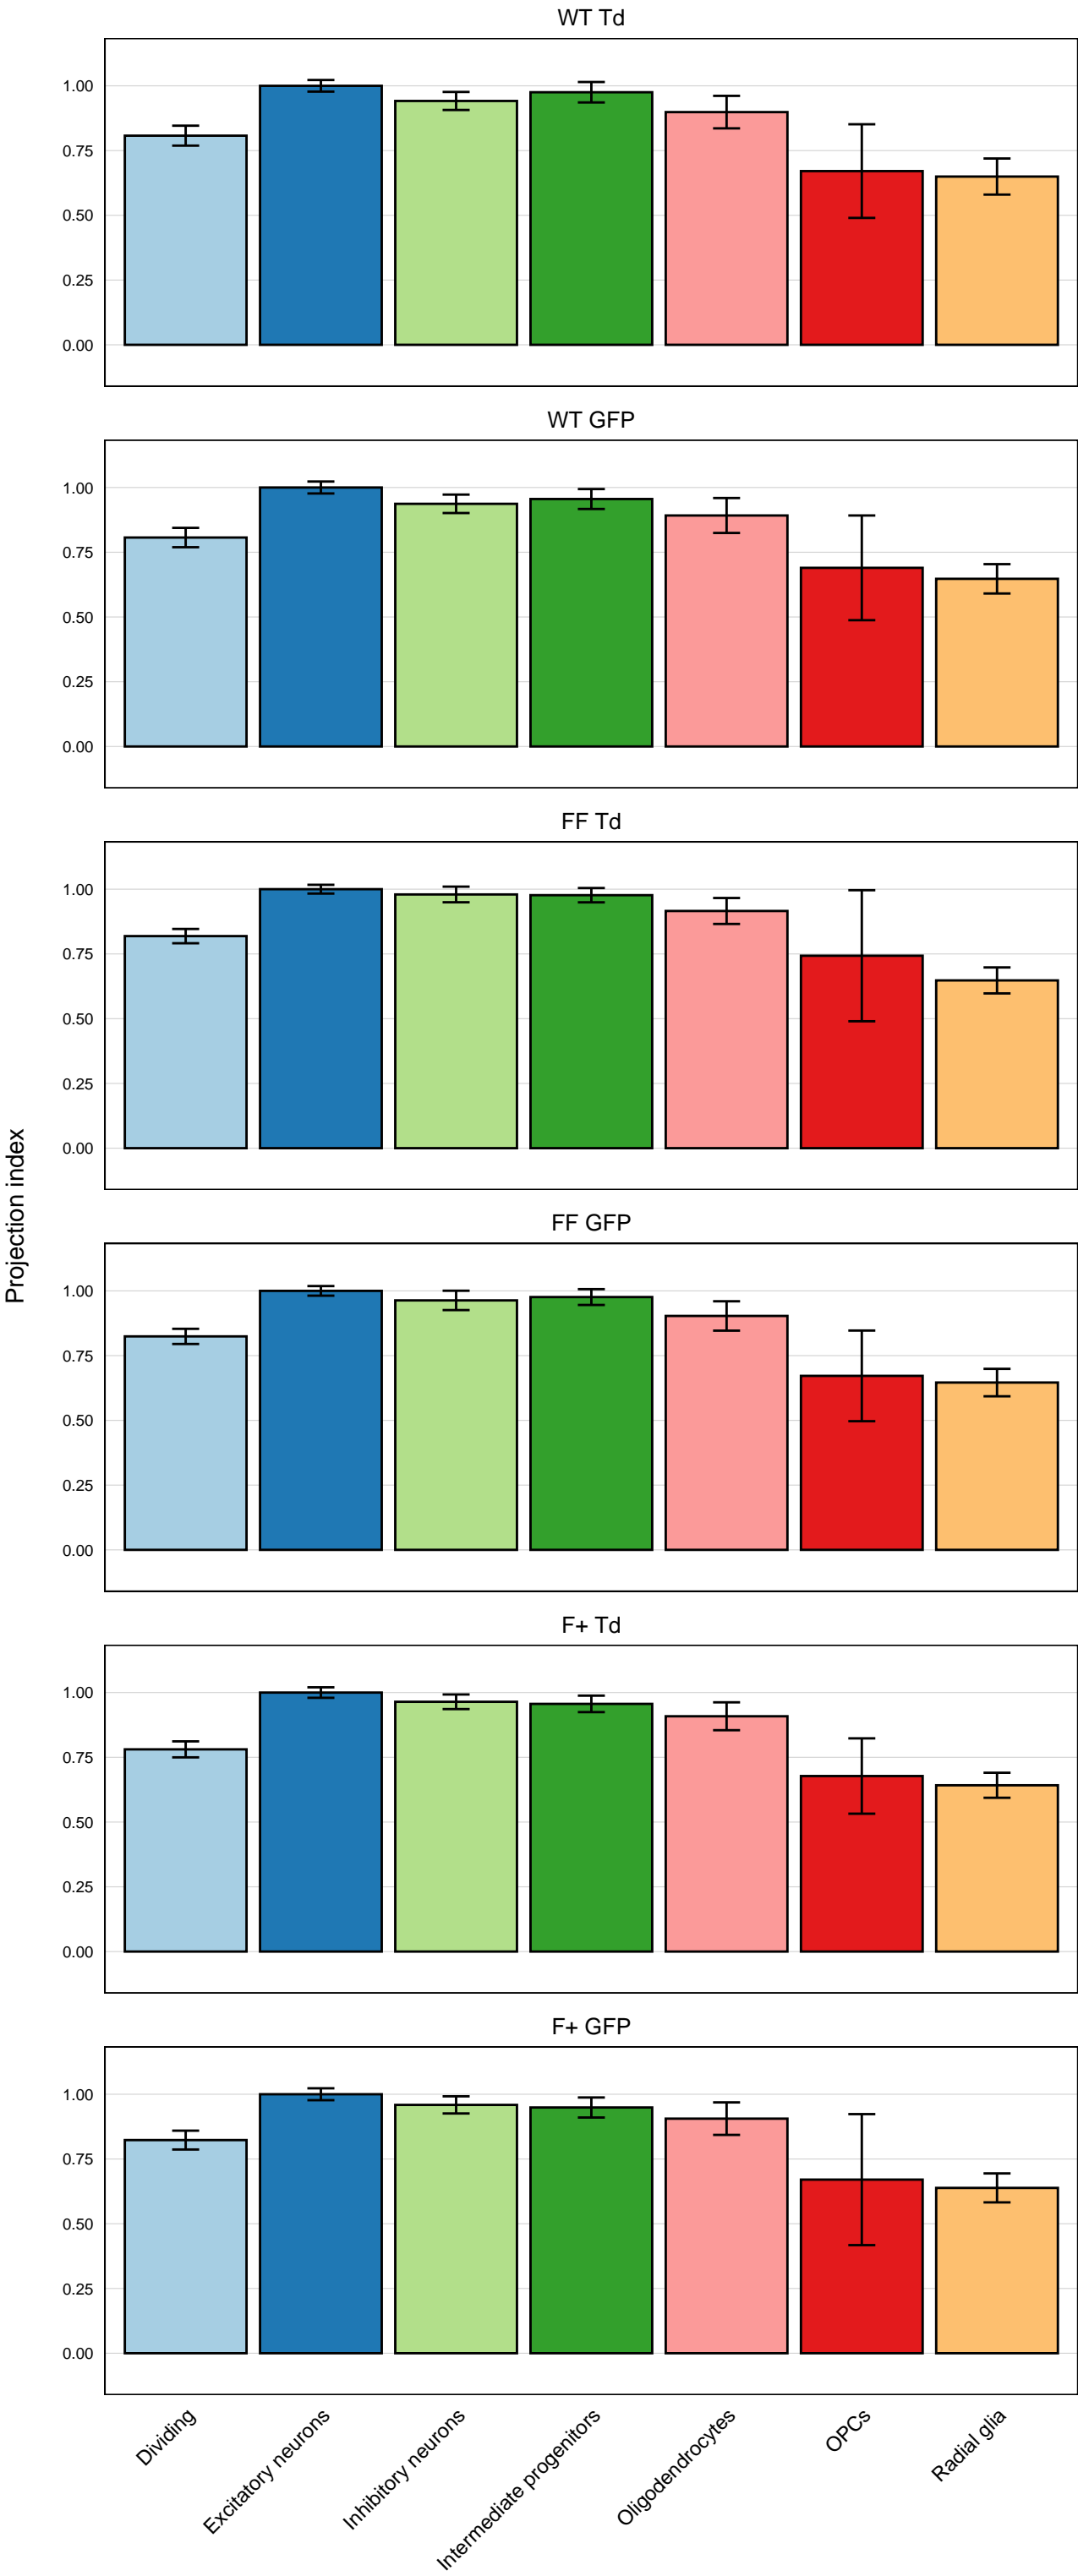 WT Td
1.00
0.75
0.50
0.25
0.00
WT GFP
1.00
0.75
0.50
0.25
0.00
FF Td
1.00
0.75
0.50
0.25
0.00
Projection index
FF GFP
1.00
0.75
0.50
0.25
0.00
F+ Td
1.00
0.75
0.50
0.25
0.00
F+ GFP
1.00
0.75
0.50
0.25
0.00
Dividing
Excitatory neurons
Inhibitory neurons
Intermediate progenitors
Oligodendrocytes
OPCs
Radial glia